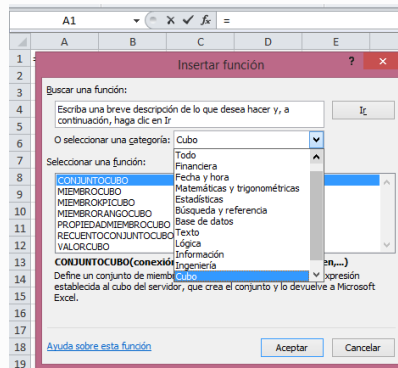 A1 fx =
A B C D E
1 =
2
3
4
5
6
7
8
9
10
11
12
13
14
15
16
17
18
19
Insertar función ? ×
Buscar una función:
Escriba una breve descripción de lo que desea hacer y, a
continuación, haga clic en Ir
Ir
O seleccionar una categoría: Cubo
Todo
Financiera
Fecha y hora
Matemáticas y trigonométricas
Estadísticas
Búsqueda y referencia
Base de datos
Texto
Lógica
Información
Ingeniería
Cubo
Seleccionar una función:
CONJUNTOCUBO
MIEMBROCUBO
MIEMBROKPICUBO
MIEMBRORANGOCUBO
PROPIEDADMIEMBROCUBO
RECUENTOCONJUNTOCUBO
VALORCUBO
CONJUNTOCUBO(conexión en,...)
Define un conjunto de miemb xpresión
establecida al cubo del servidor, que crea el conjunto y lo devuelve a Microsoft
Excel.
Ayuda sobre esta función
Aceptar
Cancelar